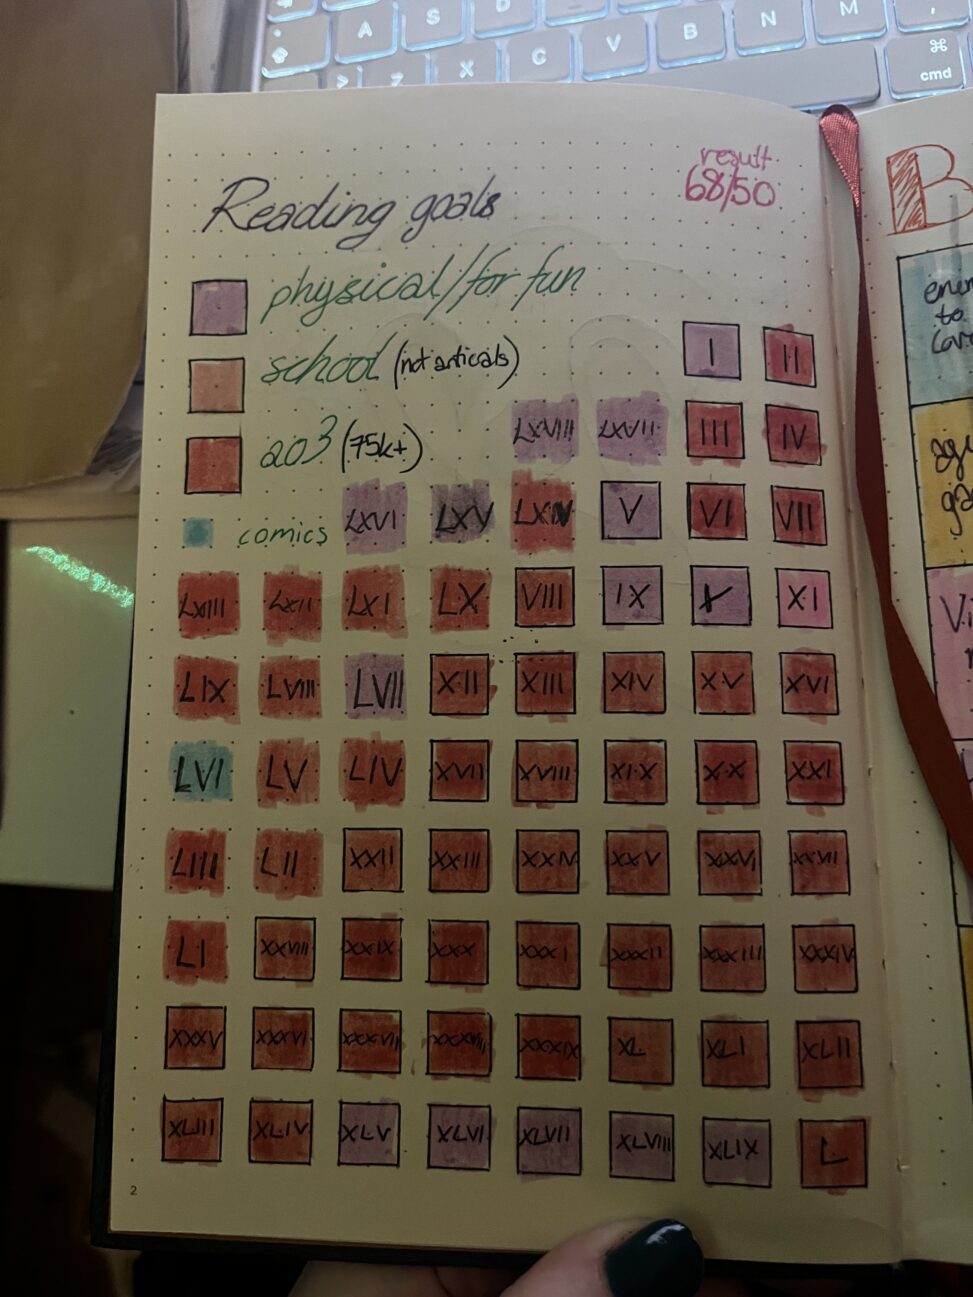 A S D F G H J K L
> Z X C V B N M ,
⌘
cmd
result
68/50
Reading goals
physical/for fun
school (not articals)
I II
ao3 (75k+) LXVIII LXVII III IV
comics LXVI LXV V VI VII
LXIII LXII LXI LX VIII IX X XI
LIX LVIII LVII XII XIII XIV XV XVI
LVI LV LIV XVII XVIII XIX XX XXI
LIII LII XXII XXIII XXIV XXV XXVI XXVII
LI XXVIII XXIX XXX XXXI XXXII XXXIII XXXIV
XXXV XXXVI XXXVII XXXVIII XXXIX XL XLI XLII
XLIII XLIV XLV XLVI XLVII XLVIII XLIX L
2
B
to